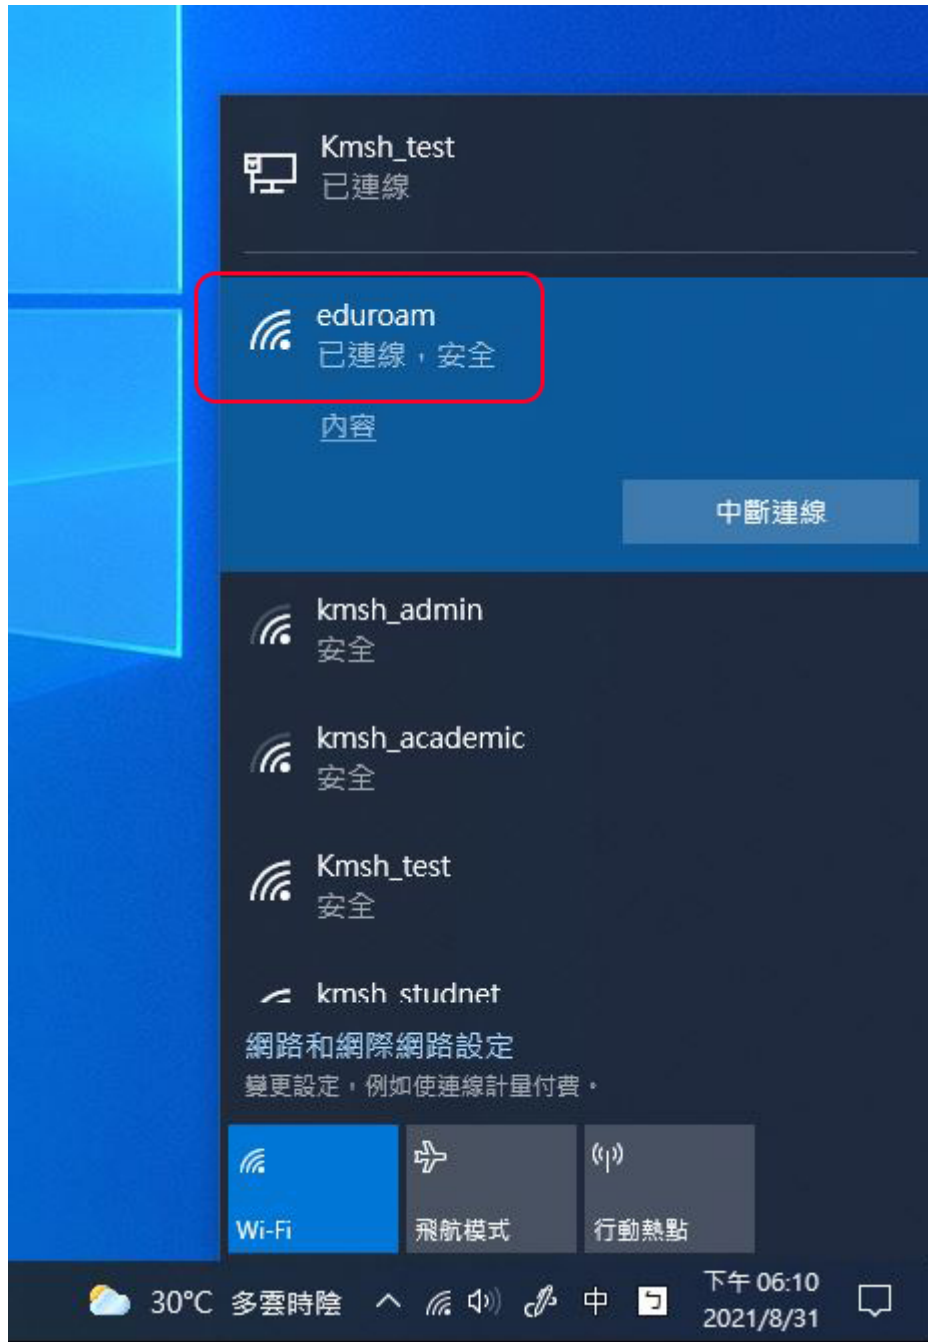 Kmsh_test
已連線
eduroam
已連線，安全
內容
中斷連線
kmsh_admin
安全
kmsh_academic
安全
Kmsh_test
安全
kmsh_studnet
網路和網際網路設定
變更設定，例如使連線計量付費。
Wi-Fi
飛航模式
行動熱點
30°C 多雲時陰
中
ㄅ
下午 06:10
2021/8/31